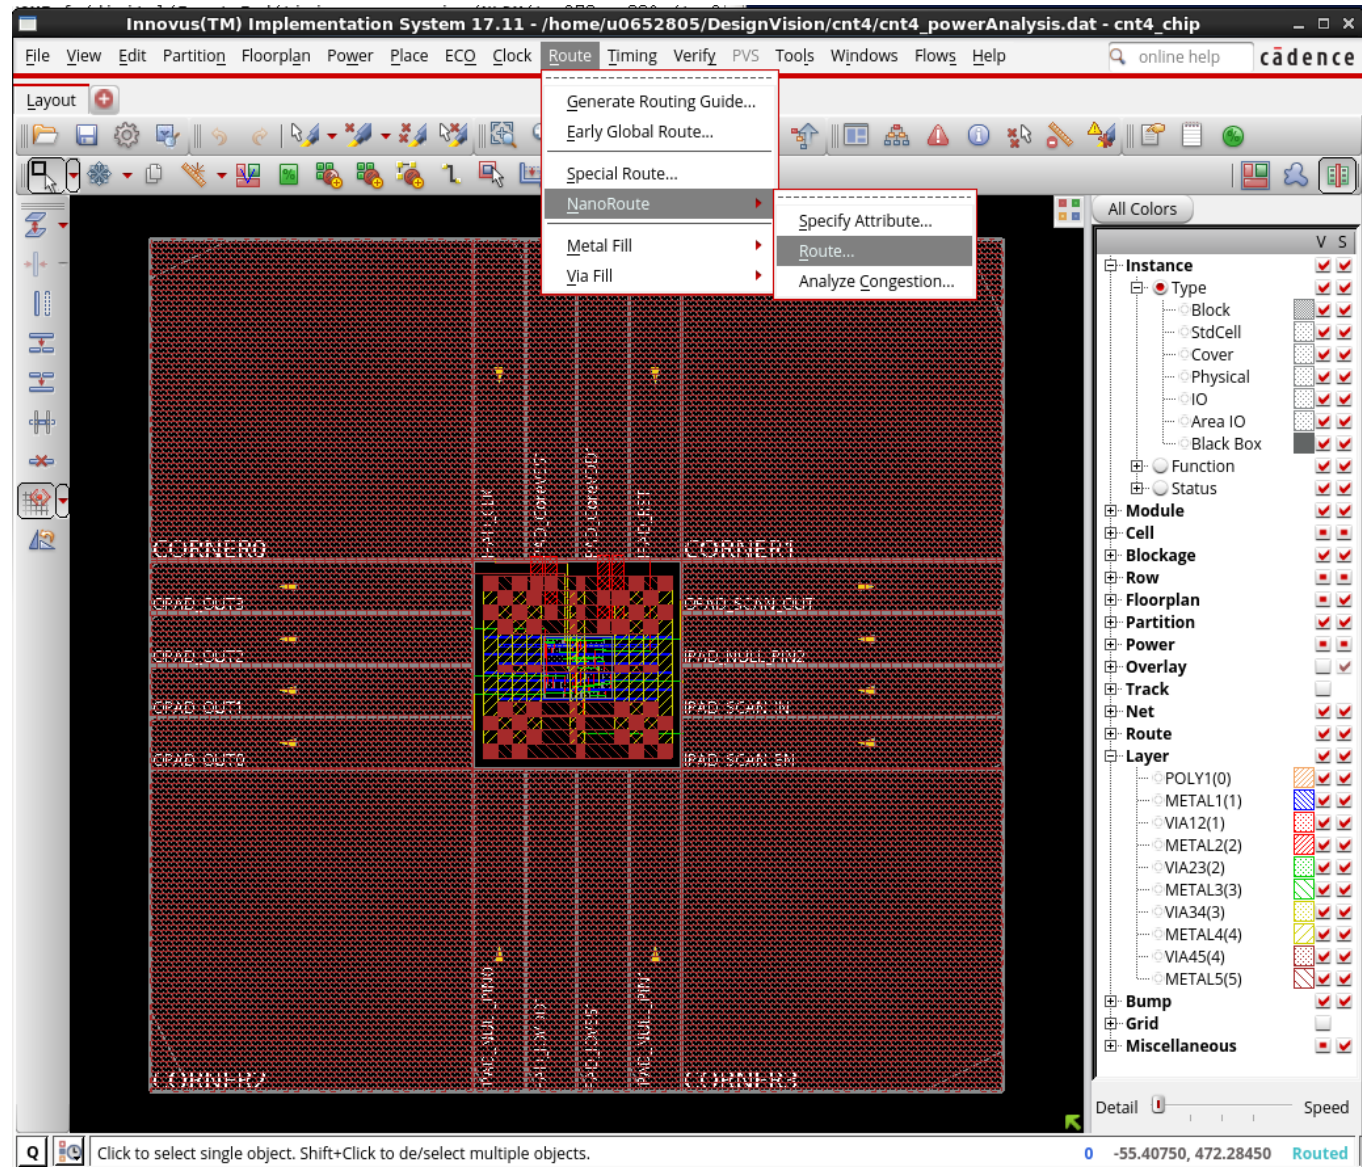 Innovus(TM) Implementation System 17.11 - /home/u0652805/DesignVision/cnt4/cnt4_powerAnalysis.dat - cnt4_chip
File View Edit Partition Floorplan Power Place ECO Clock Route Timing Verify PVS Tools Windows Flows Help online help cādence
Layout
Generate Routing Guide...
Early Global Route...
Special Route...
NanoRoute
Metal Fill
Via Fill
Specify Attribute...
Route...
Analyze Congestion...
All Colors
V S
Instance
Type
Block
StdCell
Cover
Physical
IO
Area IO
Black Box
Function
Status
Module
Cell
Blockage
Row
Floorplan
Partition
Power
Overlay
Track
Net
Route
Layer
POLY1(0)
METAL1(1)
VIA12(1)
METAL2(2)
VIA23(2)
METAL3(3)
VIA34(3)
METAL4(4)
VIA45(4)
METAL5(5)
Bump
Grid
Miscellaneous
Detail Speed
CORNER0
CORNER1
OPAD_OUT3
OPAD_SCAN_OUT
OPAD_OUT2
IPAD_NULL_PIN2
OPAD_OUT1
IPAD_SCAN_IN
OPAD_OUT0
IPAD_SCAN_EN
CORNER2
Q Click to select single object. Shift+Click to de/select multiple objects. 0 -55.40750, 472.28450 Routed